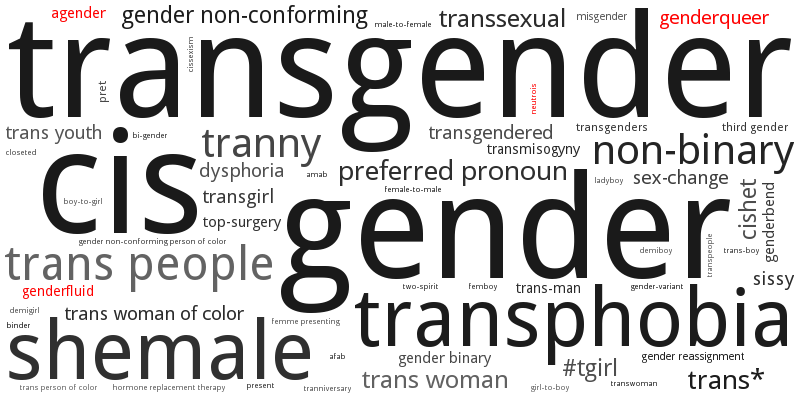 agender
gender non-conforming
male-to-female
transsexual
misgender
genderqueer
transgender
cissexism
pret
neutrois
trans youth
bi-gender
tranny
transgendered
transgenders
third gender
closeted
cis
dysphoria
amab
preferred pronoun
transmisogyny
non-binary
boy-to-girl
transgirl
female-to-male
ladyboy
sex-change
cishet
genderbend
top-surgery
gender
gender non-conforming person of color
trans people
demiboy
transpeople
trans-boy
genderfluid
two-spirit
femboy
trans-man
gender-variant
sissy
demigirl
trans woman of color
femme presenting
transphobia
binder
shemale
afab
gender binary
#tgirl
gender reassignment
trans person of color
hormone replacement therapy
present
tranniversary
trans woman
girl-to-boy
transwoman
trans*